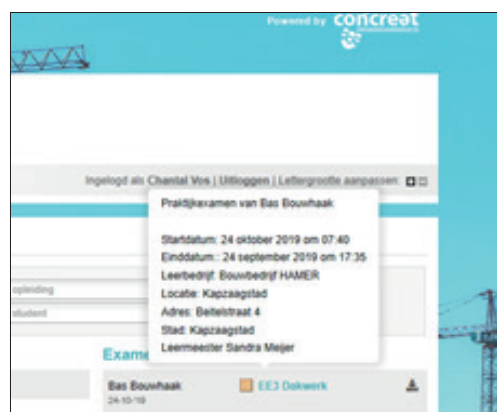 Powered by concreat
Ingelogd als Chantal Vos | Uitloggen | Lettergrootte aanpassen:
Praktijkexamen van Bas Bouwhaak
Startdatum: 24 oktober 2019 om 07:40
Einddatum:: 24 september 2019 om 17:35
Leerbedrijf: Bouwbedrijf HAMER
Locatie: Kapzaagstad
Adres: Beitelstraat 4
Stad: Kapzaagstad
Leermeester Sandra Meijer
opleiding
student
Exame
Bas Bouwhaak EE3 Dakwerk
24-10-19